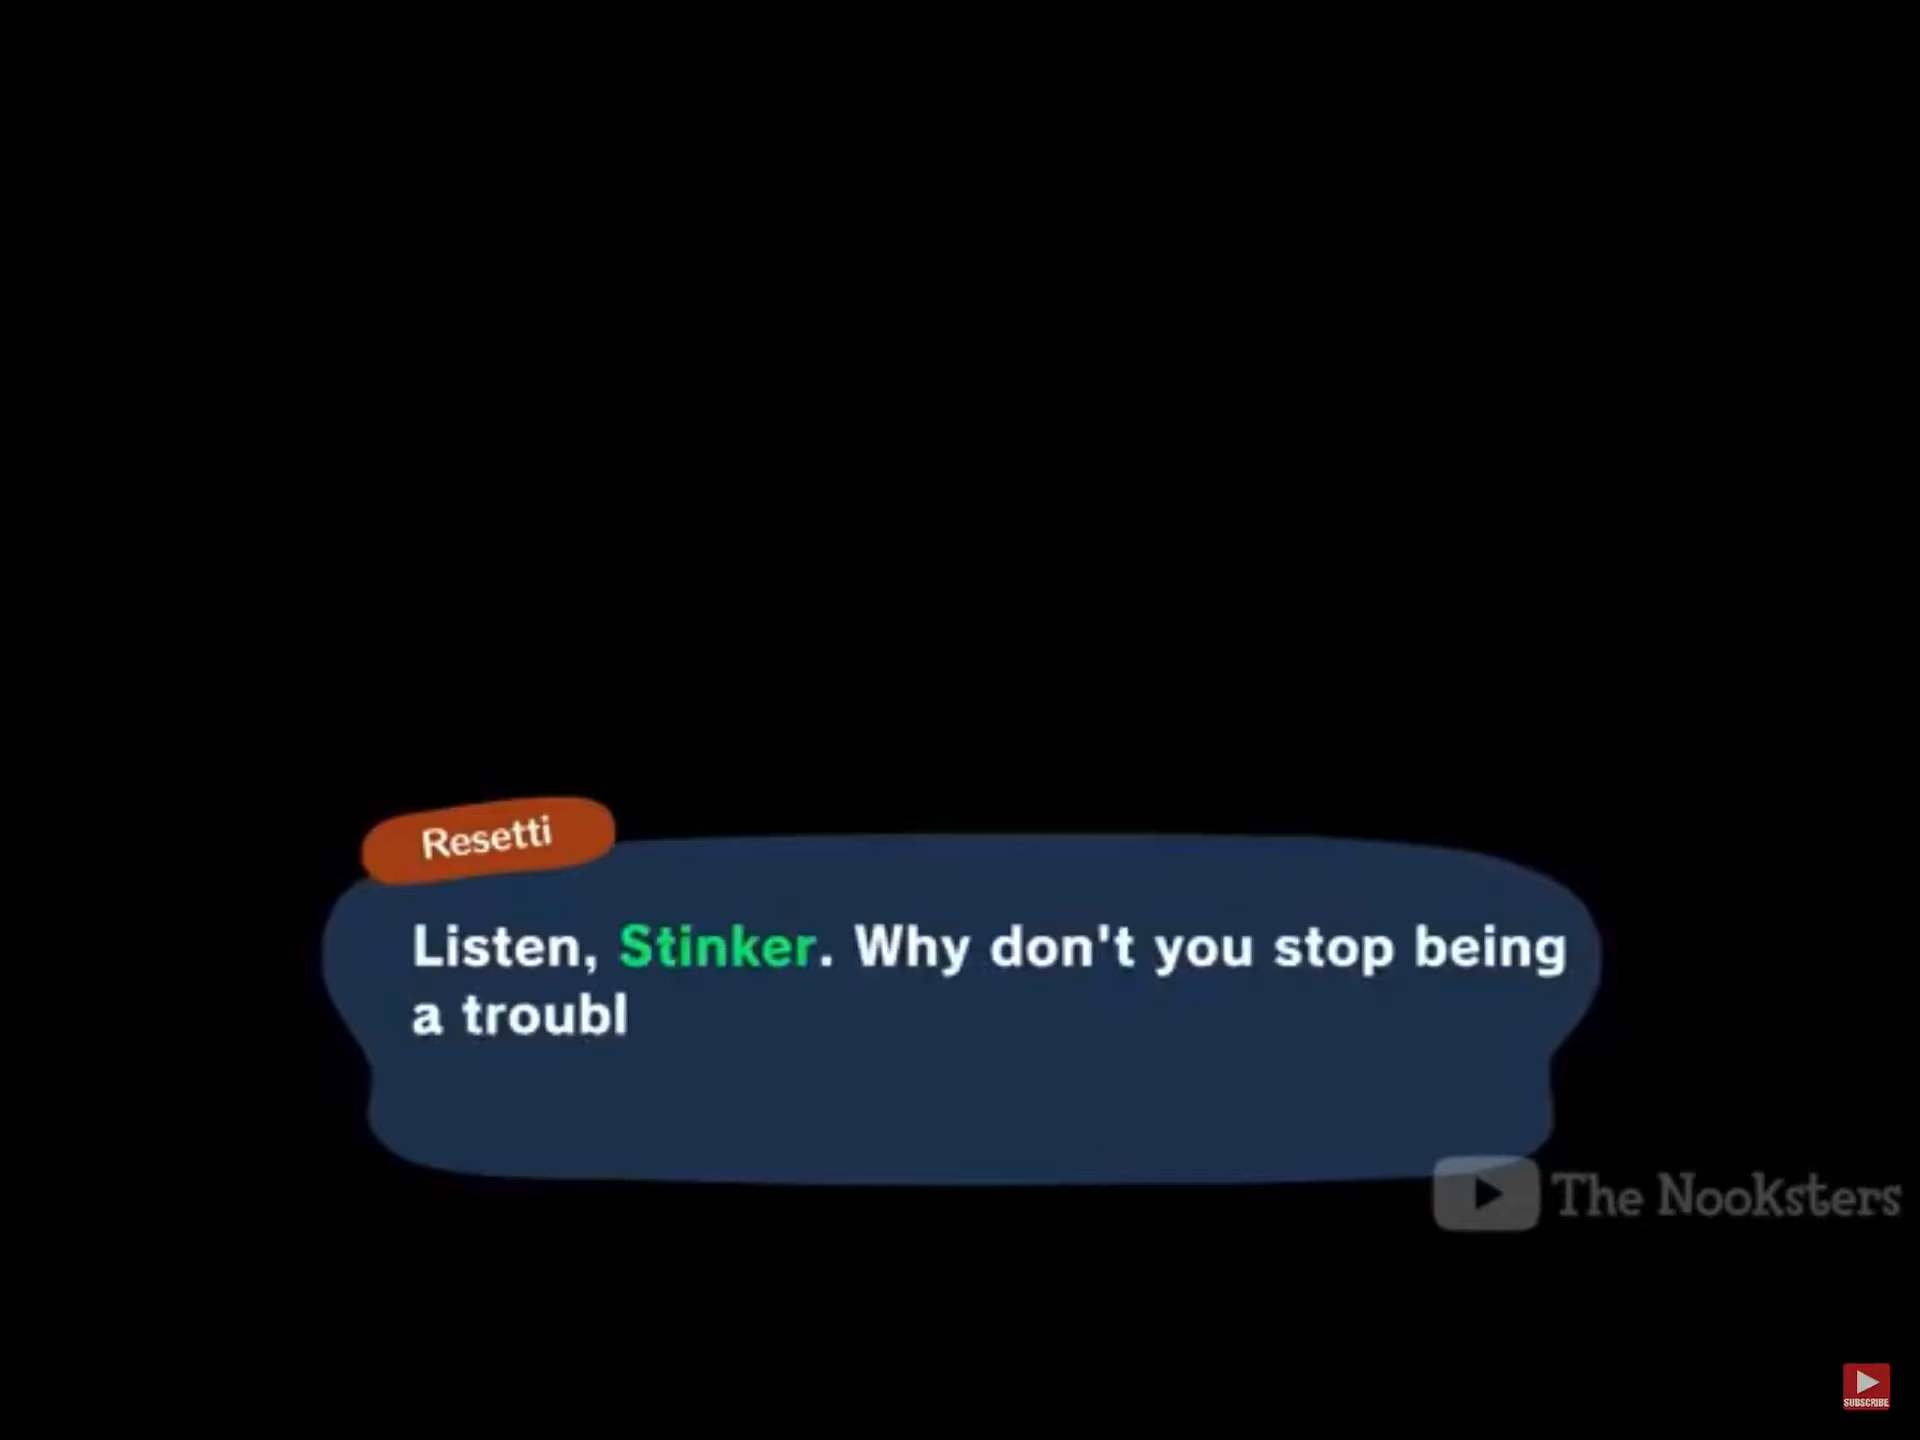 Resetti
Listen, Stinker. Why don't you stop being
a troubl
The Nooksters
SUBSCRIBE